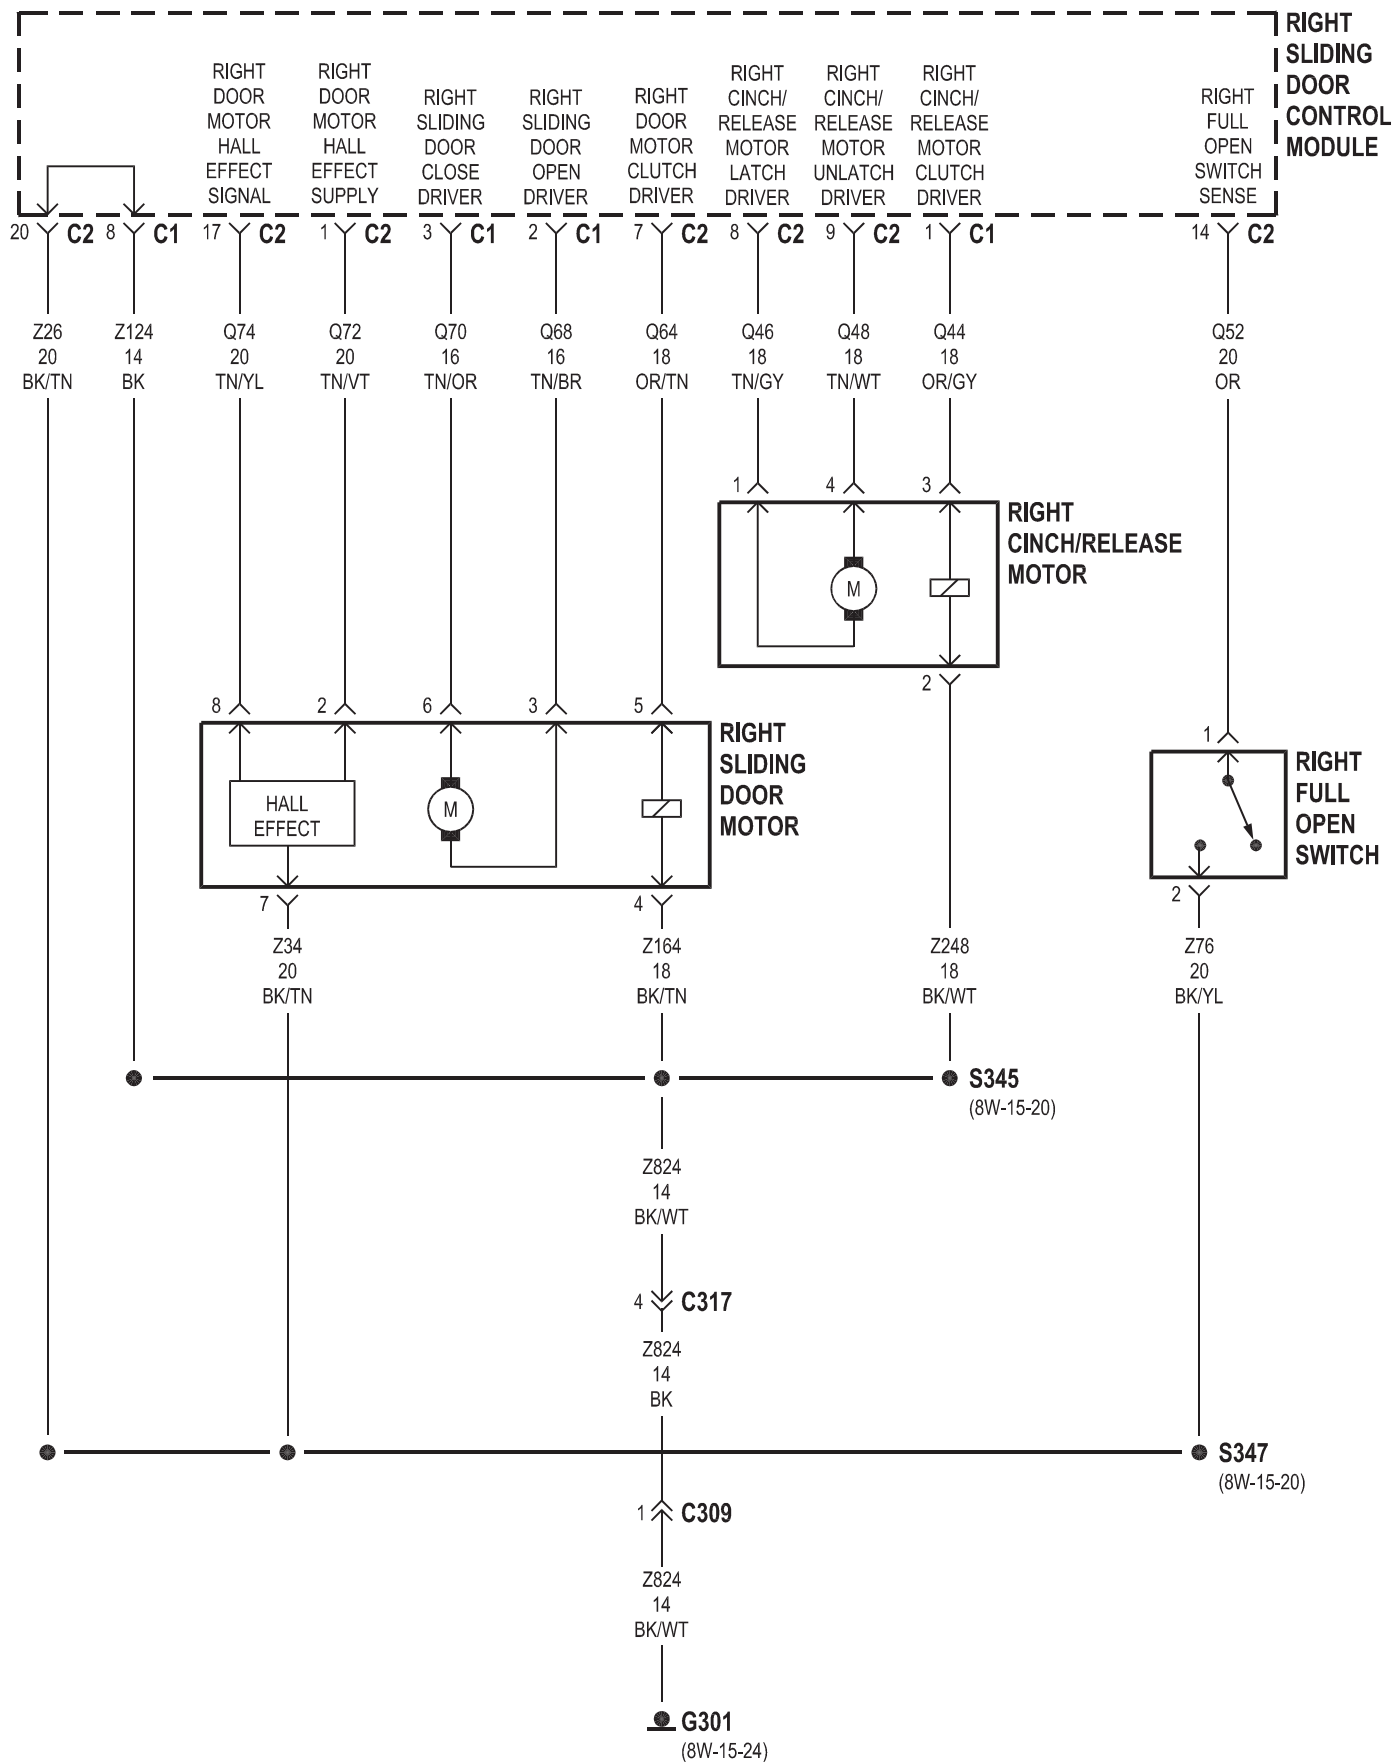 RIGHT
SLIDING
DOOR
CONTROL
MODULE
RIGHT
DOOR
MOTOR
HALL
EFFECT
SIGNAL
RIGHT
DOOR
MOTOR
HALL
EFFECT
SUPPLY
RIGHT
SLIDING
DOOR
CLOSE
DRIVER
RIGHT
SLIDING
DOOR
OPEN
DRIVER
RIGHT
DOOR
MOTOR
CLUTCH
DRIVER
RIGHT
CINCH/
RELEASE
MOTOR
LATCH
DRIVER
RIGHT
CINCH/
RELEASE
MOTOR
UNLATCH
DRIVER
RIGHT
CINCH/
RELEASE
MOTOR
CLUTCH
DRIVER
RIGHT
FULL
OPEN
SWITCH
SENSE
20 C2 8 C1 17 C2 1 C2 3 C1 2 C1 7 C2 8 C2 9 C2 1 C1 14 C2
Z26 Z124 Q74 Q72 Q70 Q68 Q64 Q46 Q48 Q44 Q52
20 14 20 20 16 16 18 18 18 18 20
BK/TN BK TN/YL TN/VT TN/OR TN/BR OR/TN TN/GY TN/WT OR/GY OR
1 4 3
RIGHT
CINCH/RELEASE
MOTOR
M
2
8 2 6 3 5
RIGHT
SLIDING
DOOR
MOTOR
HALL
EFFECT
M
7 4
1
RIGHT
FULL
OPEN
SWITCH
2
Z34 Z164 Z248 Z76
20 18 18 20
BK/TN BK/TN BK/WT BK/YL
S345
(8W-15-20)
Z824
14
BK/WT
4 C317
Z824
14
BK
S347
(8W-15-20)
1 C309
Z824
14
BK/WT
G301
(8W-15-24)